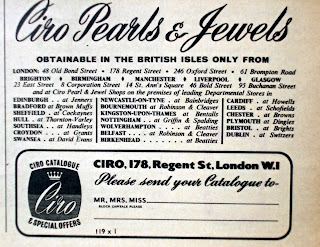 Ciro Pearls & Jewels
OBTAINABLE IN THE BRITISH ISLES ONLY FROM
LONDON: 48 Old Bond Street • 178 Regent Street • 246 Oxford Street • 61 Brompton
BRIGHTON • BIRMINGHAM • MANCHESTER • LIVERPOOL • GLASGOW
23 East Street 8 Corporation Street 14 St. Ann's Square 46 Bold Street 95 Buchanan Street
and at Ciro Pearl & Jewel Shops on the premises of leading Departmental Stores in
EDINBURGH . at Jenners
BRADFORD at Brown Muffs
SHEFFIELD . at Cockaynes
HULL . at Thornton-Varley
SOUTHSEA . at Handleys
CROYDON . . at Grants
SWANSEA . at David Evans
NEWCASTLE-on-TYNE . at Bainbridges
BOURNEMOUTH at Robinson & Cleaver
KINGSTON-UPON-THAMES at Bentalls
NOTTINGHAM . at Griffin & Spalding
WOLVERHAMPTON . . at Beatties
BELFAST . . at Robinson & Cleaver
BIRKENHEAD . . . at Beatties
CARDIFF . at Howells
LEEDS . at Schofields
CHESTER . at Browns
PLYMOUTH at Dingles
BRISTOL . at Brights
DUBLIN . at Switzers
CIRO CATALOGUE
Ciro
& SPECIAL OFFERS
CIRO, 178, Regent St, London W.1
Please send your Catalogue to-
MR, MRS, MISS
BLOCK CAPITALS PLEASE
119 x 1